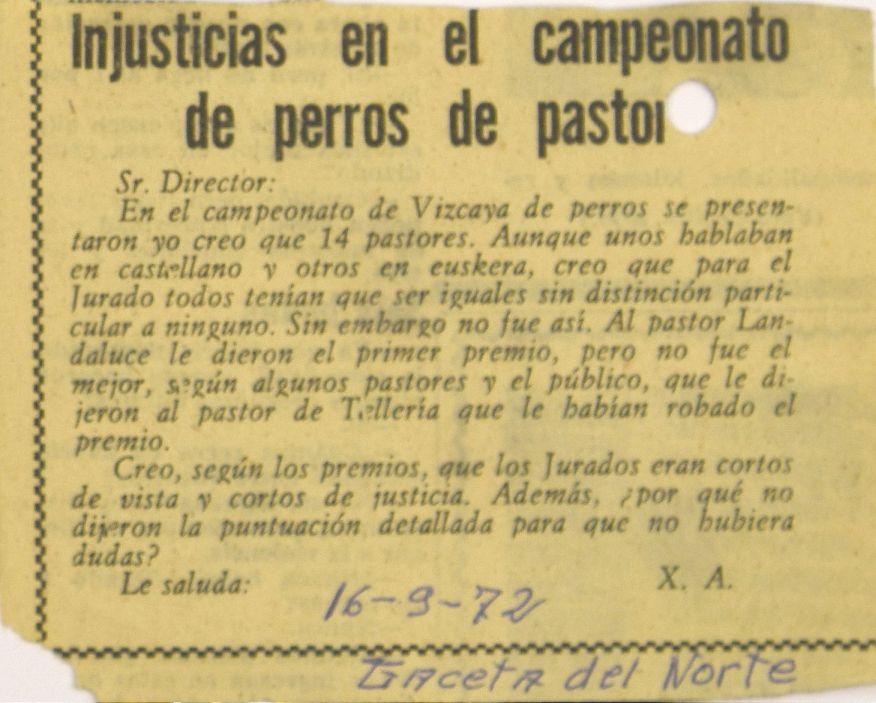 Injusticias en el campeonato
de perros de pastor
Sr. Director:
En el campeonato de Vizcaya de perros se presen-
taron yo creo que 14 pastores. Aunque unos hablaban
en castellano y otros en euskera, creo que para el
Jurado todos tenían que ser iguales sin distinción parti-
cular a ninguno. Sin embargo no fue así. Al pastor Lan-
daluce le dieron el primer premio, pero no fue el
mejor, según algunos pastores y el público, que le di-
jeron al pastor de Tellería que le habían robado el
premio.
Creo, según los premios, que los Jurados eran cortos
de vista y cortos de justicia. Además, ¿por qué no
dijeron la puntuación detallada para que no hubiera
dudas?
Le saluda: X. A.
16-9-72
Gaceta del Norte